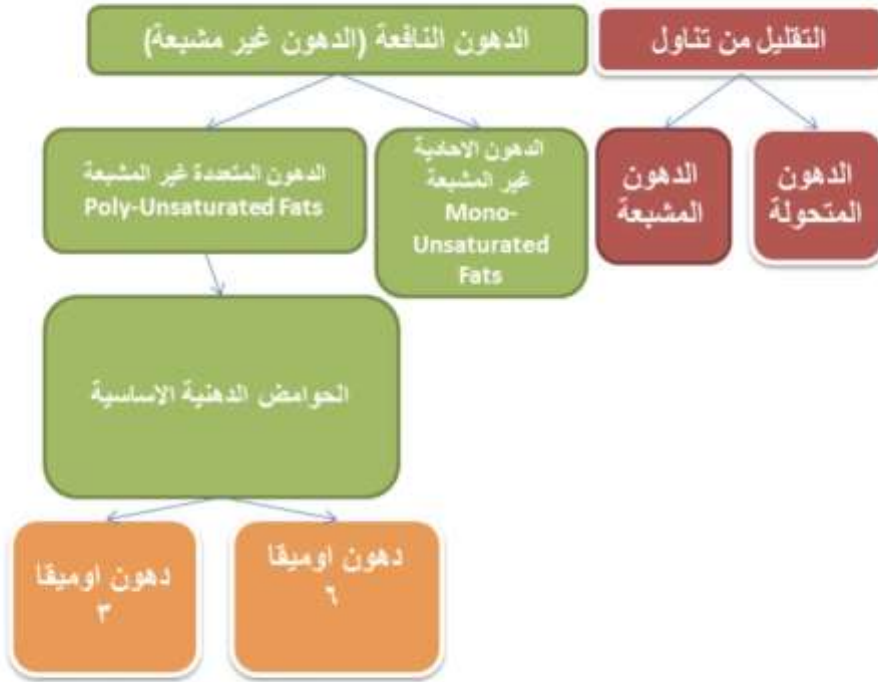 التقليل من تناول
الدهون النافعة (الدهون غير مشبعة)
الدهون
المتحولة
الدهون
المشبعة
الدهون الاحادية
غير المشبعة
Mono-
Unsaturated
Fats
الدهون المتعددة غير المشبعة
Poly-Unsaturated Fats
الحوامض الدهنية الاساسية
دهون اوميقا
٦
دهون اوميقا
٣